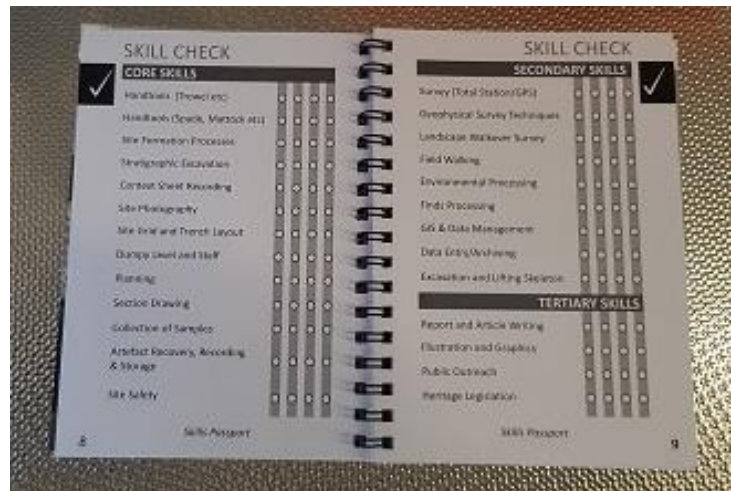 SKILL CHECK
CORE SKILLS
Handtools (Trowel etc)
Handtools (Spade, Mattock etc)
Site Formation Processes
Stratigraphic Excavation
Context Sheet Recording
Site Photography
Site Grid and Trench Layout
Dumpy Level and Staff
Planning
Section Drawing
Collection of Samples
Artefact Recovery, Recording
& Storage
Site Safety
8
Skills Passport
SKILL CHECK
SECONDARY SKILLS
Survey (Total Station/GPS)
Geophysical Survey Techniques
Landscape Walkover Survey
Field Walking
Environmental Processing
Finds Processing
GIS & Data Management
Data Entry/Archiving
Excavation and Lifting Skeleton
TERTIARY SKILLS
Report and Article Writing
Illustration and Graphics
Public Outreach
Heritage Legislation
Skills Passport
9